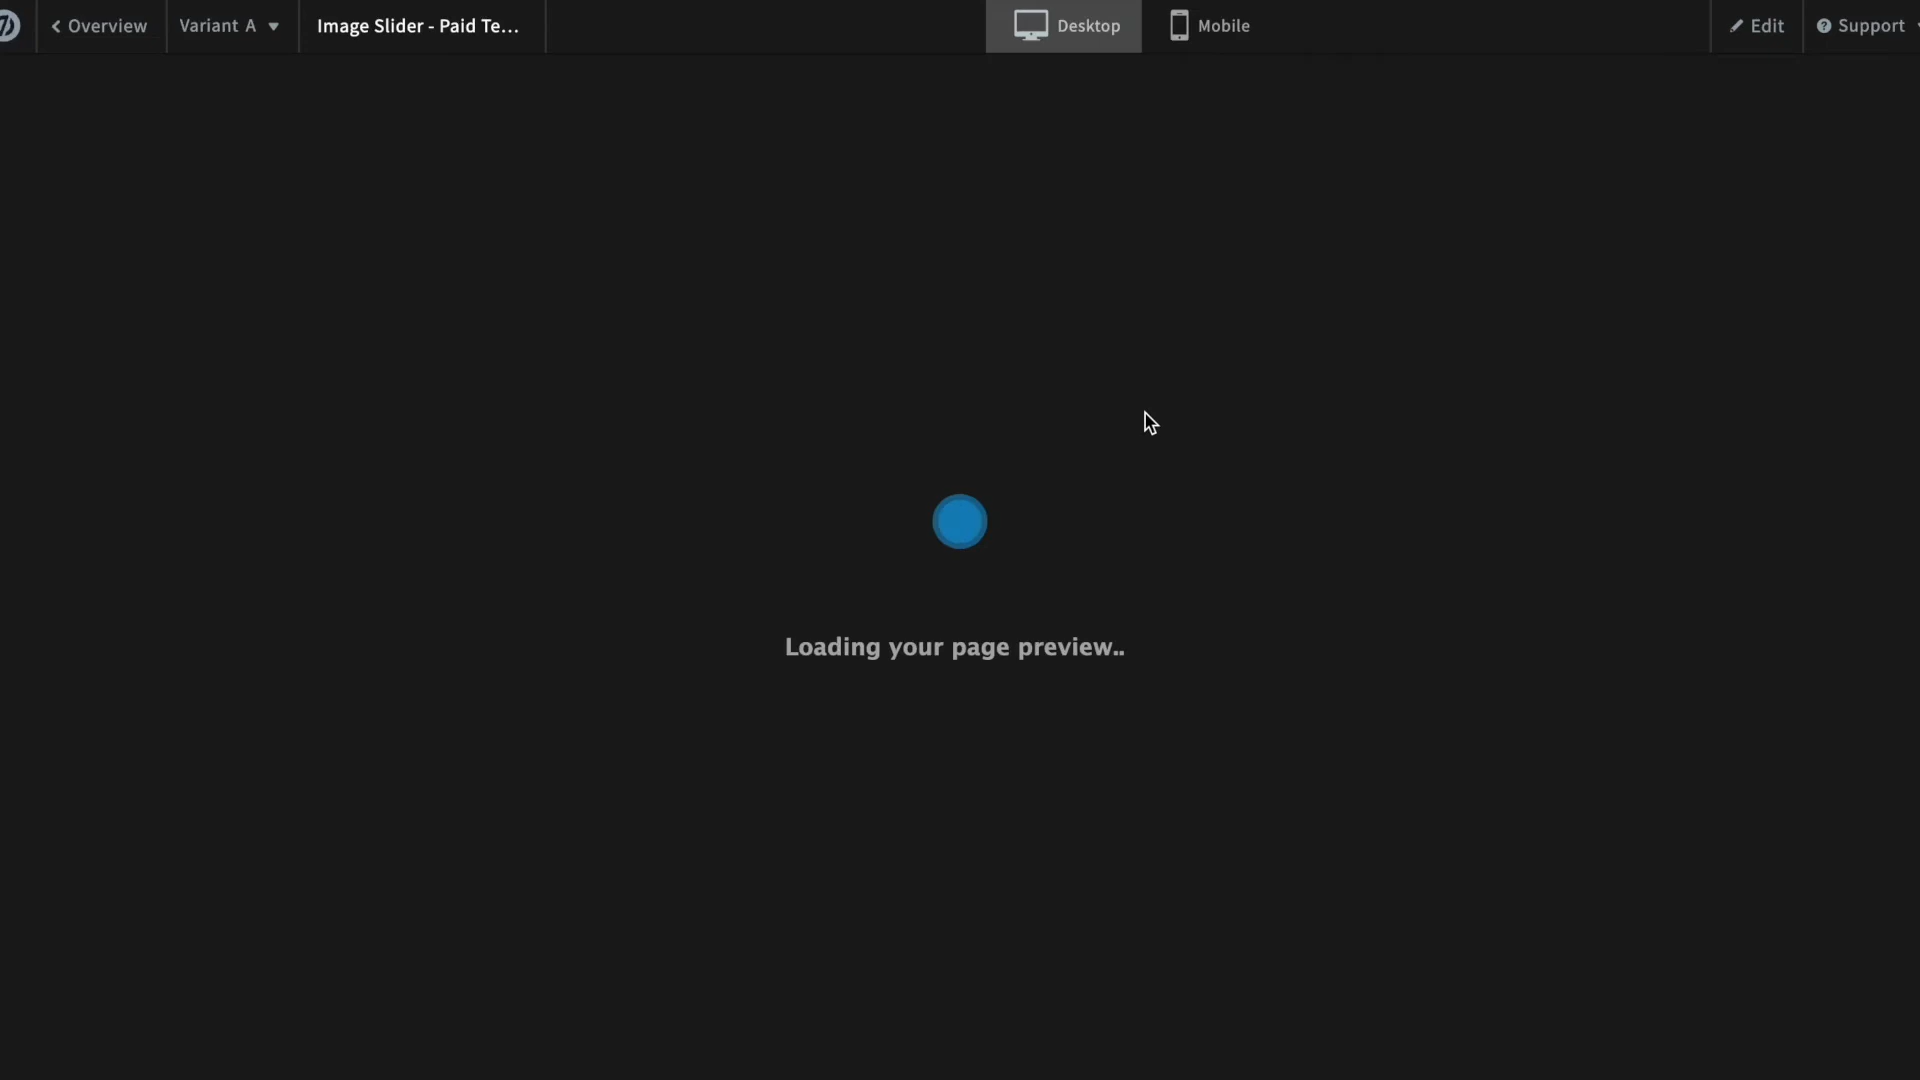 Overview
Variant A
Image Slider - Paid Te...
Desktop
Mobile
Edit
Support
Loading your page preview..